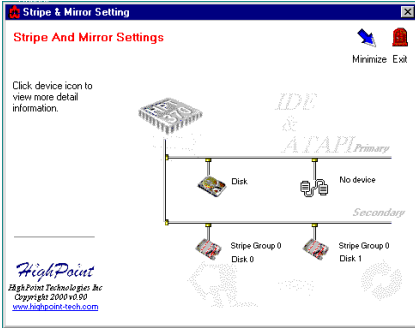 Stripe & Mirror Setting
Stripe And Mirror Settings
Minimize Exit
Click device icon to
view more detail
information.
IDE
&
ATAPI Primary
Disk
No device
Secondary
Stripe Group 0
Disk 0
Stripe Group 0
Disk 1
HighPoint
HighPoint Technologies Inc
Copyright 2000 v0.90
www.highpoint-tech.com